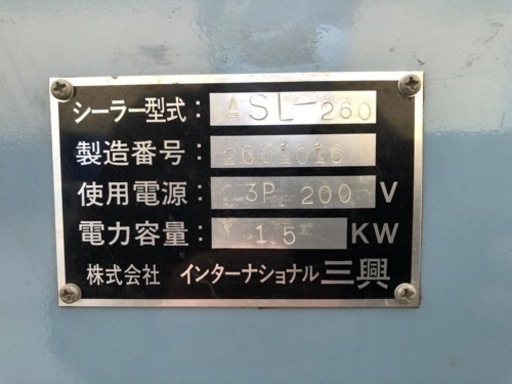 シーラー型式: ASL-260
製造番号: 2601016
使用電源: 3P 200 V
電力容量: 1.5 KW
株式会社 インターナショナル三興